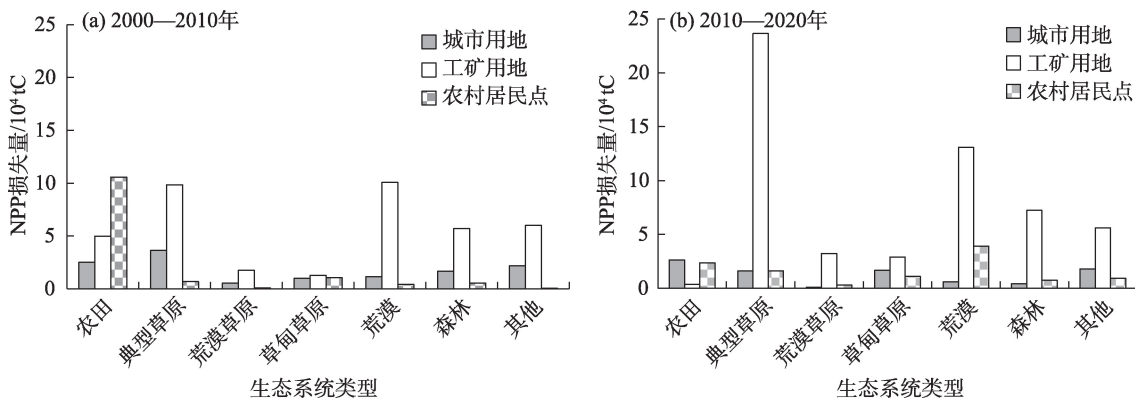 (a) 2000—2010年
城市用地
工矿用地
农村居民点
NPP损失量/10⁴tC
25
20
15
10
5
0
农田
典型草原
荒漠草原
草甸草原
荒漠
森林
其他
生态系统类型
(b) 2010—2020年
城市用地
工矿用地
农村居民点
NPP损失量/10⁴tC
25
20
15
10
5
0
农田
典型草原
荒漠草原
草甸草原
荒漠
森林
其他
生态系统类型